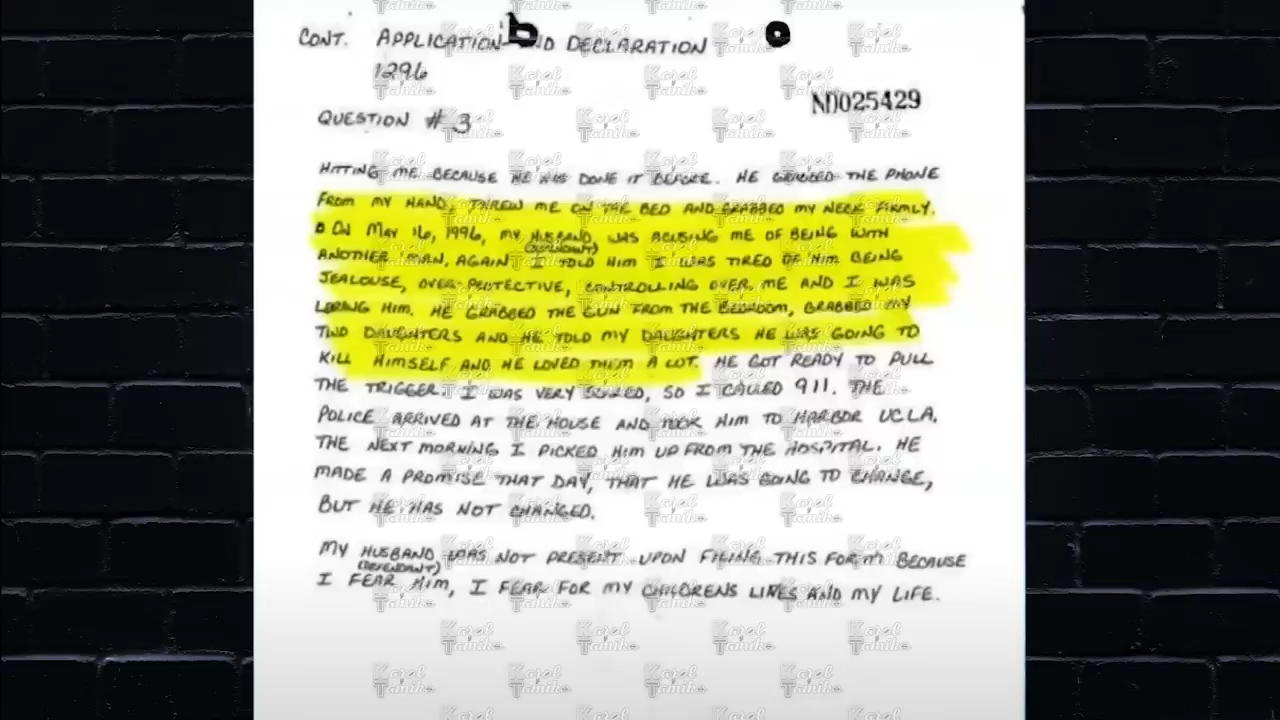 CONT. APPLICATION AND DECLARATION
1296
ND025429
QUESTION # 3
HITTING ME BECAUSE HE HAS DONE IT BEFORE. HE GRABBED THE PHONE
FROM MY HAND, THREW ME ON THE BED AND GRABBED MY NECK FIRMLY.
ON MAY 16, 1996, MY HUSBAND WAS ACUSING ME OF BEING WITH
(DEFENDANT)
ANOTHER MAN, AGAIN I TOLD HIM I WAS TIRED OF HIM BEING
JEALOUSE, OVER-PROTECTIVE, CONTROLLING OVER ME AND I WAS
HIM. HE GRABBED THE GUN FROM THE BEDROOM, GRABBED MY
TWO DAUGHTERS AND HE TOLD MY DAUGHTERS HE WAS GOING TO
KILL HIMSELF AND HE LOVED THEM A LOT. HE GOT READY TO PULL
THE TRIGGER. I WAS VERY SCARED, SO I CALLED 911. THE
POLICE ARRIVED AT THE HOUSE AND TOOK HIM TO HARBOR UCLA.
THE NEXT MORNING I PICKED HIM UP FROM THE HOSPITAL. HE
MADE A PROMISE THAT DAY, THAT HE WAS GOING TO CHANGE,
BUT HE HAS NOT CHANGED.
MY HUSBAND WAS NOT PRESENT UPON FILING THIS FORM BECAUSE
(DEFENDANT)
I FEAR HIM, I FEAR FOR MY CHILDRENS LIVES AND MY LIFE.